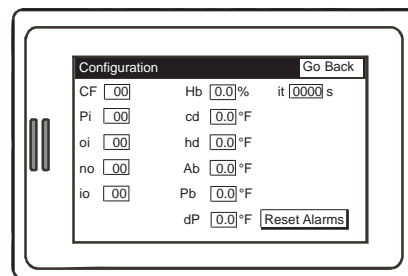 Configuration Go Back
CF 00 Hb 0.0 % it 0000 s
Pi 00 cd 0.0 °F
oi 00 hd 0.0 °F
no 00 Ab 0.0 °F
io 00 Pb 0.0 °F
dP 0.0 °F Reset Alarms